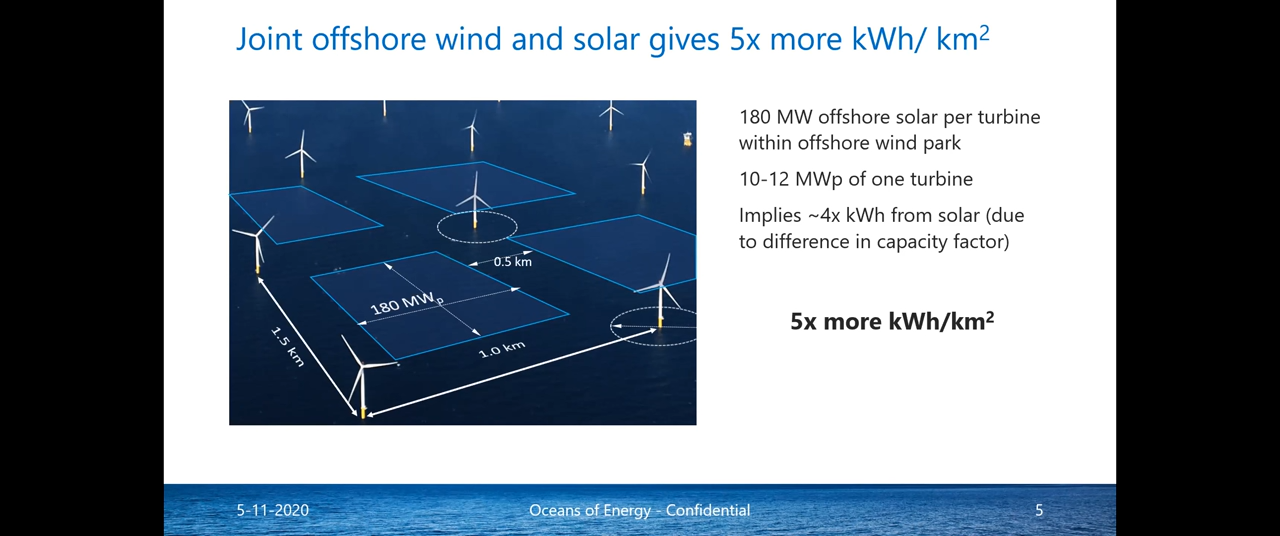 Joint offshore wind and solar gives 5x more kWh/ km²
180 MW offshore solar per turbine
within offshore wind park
10-12 MWp of one turbine
Implies ~4x kWh from solar (due
to difference in capacity factor)
5x more kWh/km²
0.5 km
180 MWp
1.5 km
1.0 km
5-11-2020
Oceans of Energy - Confidential
5